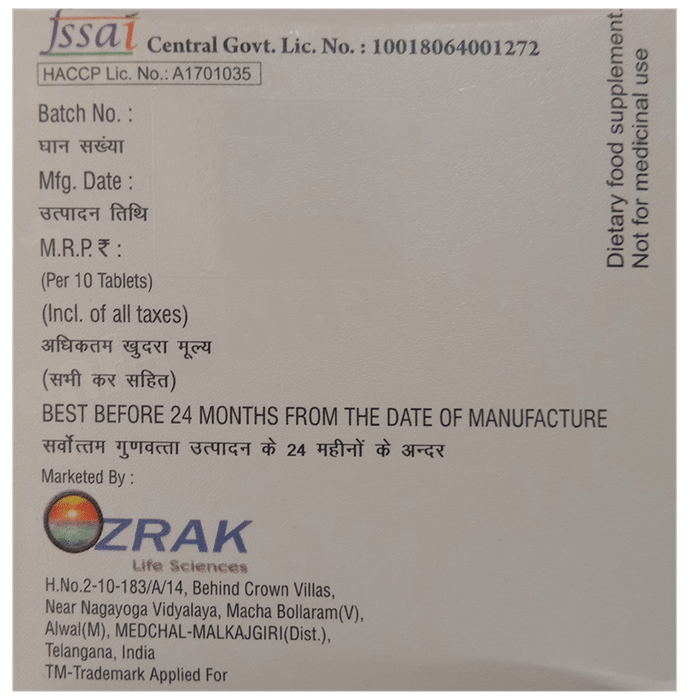 fssai Central Govt. Lic. No. : 10018064001272
HACCP Lic. No.: A1701035
Batch No. :
घान सख्ंया
Mfg. Date :
उत्पादन तिथि
M.R.P. ₹ :
(Per 10 Tablets)
(Incl. of all taxes)
अधिकतम खुदरा मूल्य
(सभी कर सहित)
BEST BEFORE 24 MONTHS FROM THE DATE OF MANUFACTURE
सर्वोत्तम गुणवत्ता उत्पादन के 24 महीनों के अन्दर
Marketed By :
OZRAK
Life Sciences
H.No.2-10-183/A/14, Behind Crown Villas,
Near Nagayoga Vidyalaya, Macha Bollaram(V),
Alwal(M), MEDCHAL-MALKAJGIRI(Dist.),
Telangana, India
TM-Trademark Applied For
Dietary food supplement.
Not for medicinal use